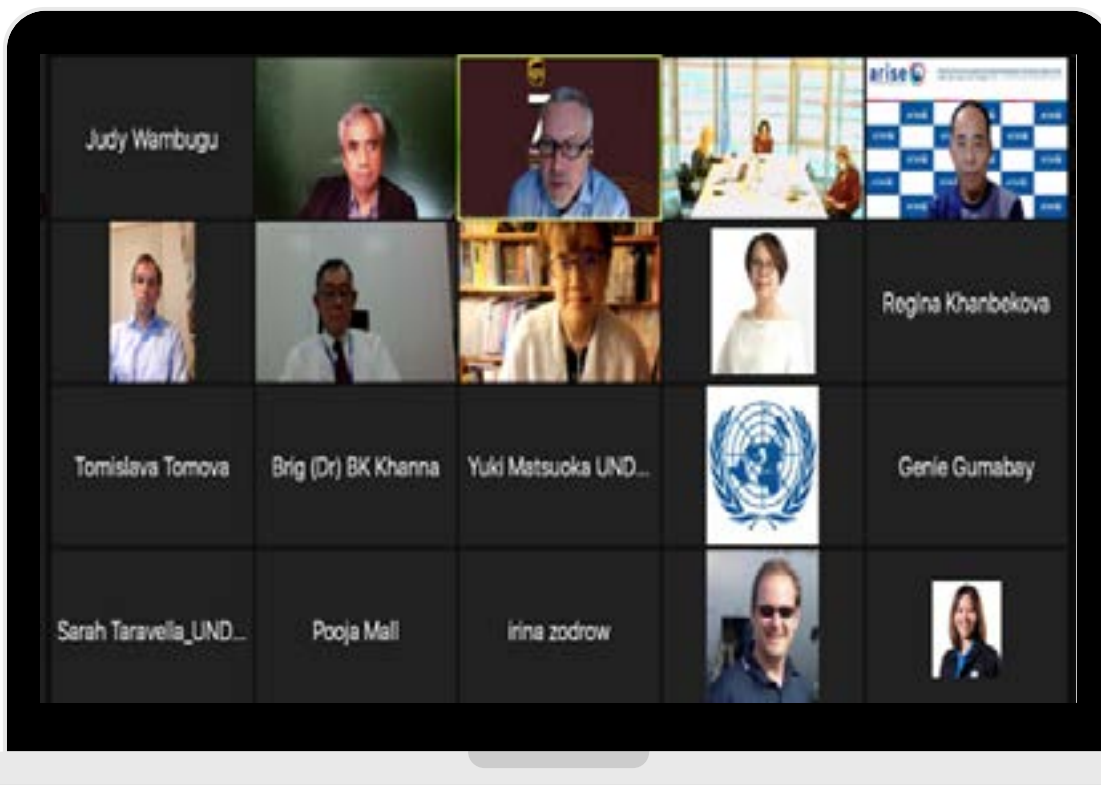 Judy Wambugu
arise
Regina Khanbekova
Tomislava Tomova
Brig (Dr) BK Khanna
Yuki Matsuoka UND...
Genie Gumabay
Sarah Taravella_UND...
Pooja Mall
irina zodrow